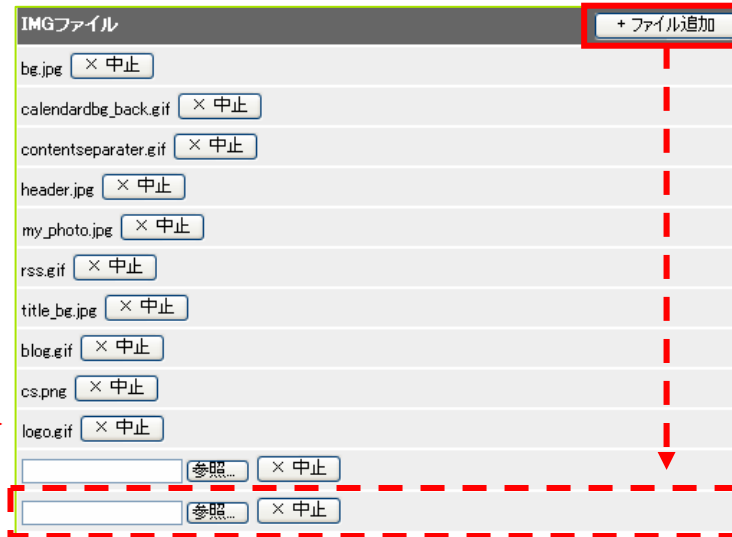 IMGファイル + ファイル追加
bg.jpg × 中止
calendardbg_back.gif × 中止
contentseparater.gif × 中止
header.jpg × 中止
my_photo.jpg × 中止
rss.gif × 中止
title_bg.jpg × 中止
blog.gif × 中止
cs.png × 中止
logo.gif × 中止
参照... × 中止
参照... × 中止